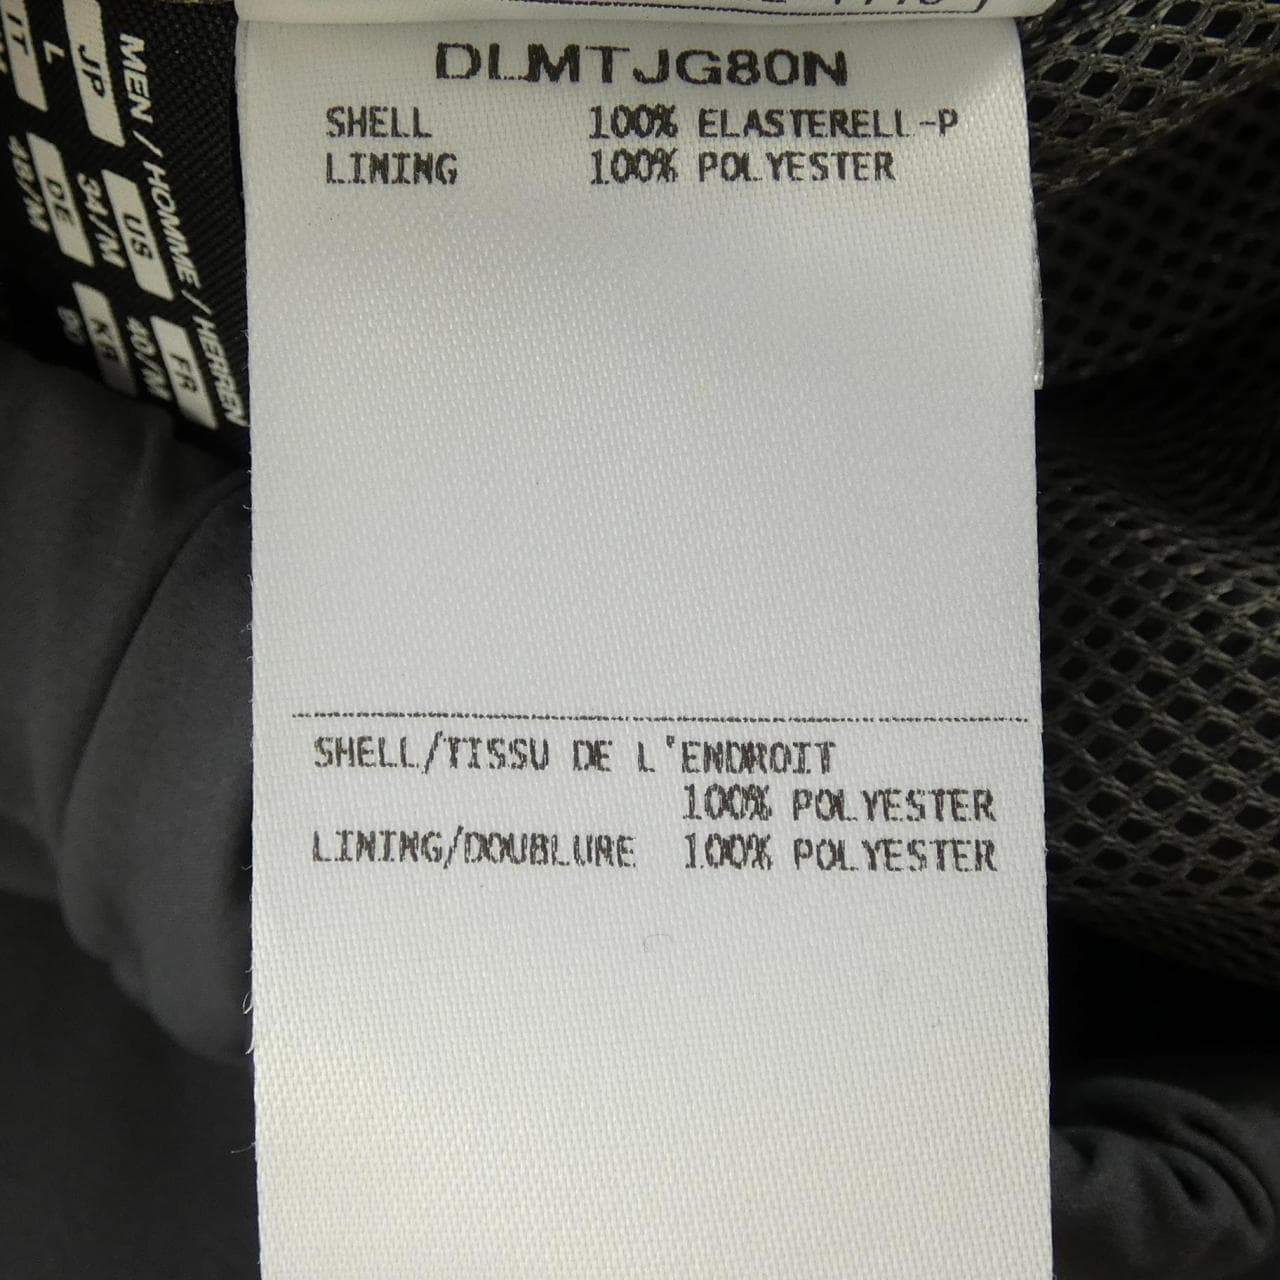 DLMTJG80N
SHELL 100% ELASTERELL-P
LINING 100% POLYESTER
SHELL/TISSU DE L'ENDROIT
100% POLYESTER
LINING/DOUBLURE 100% POLYESTER
MEN / HOMME / HERREN
JP US FR
L 34/M 40/M
IT DE KR
48/M 90